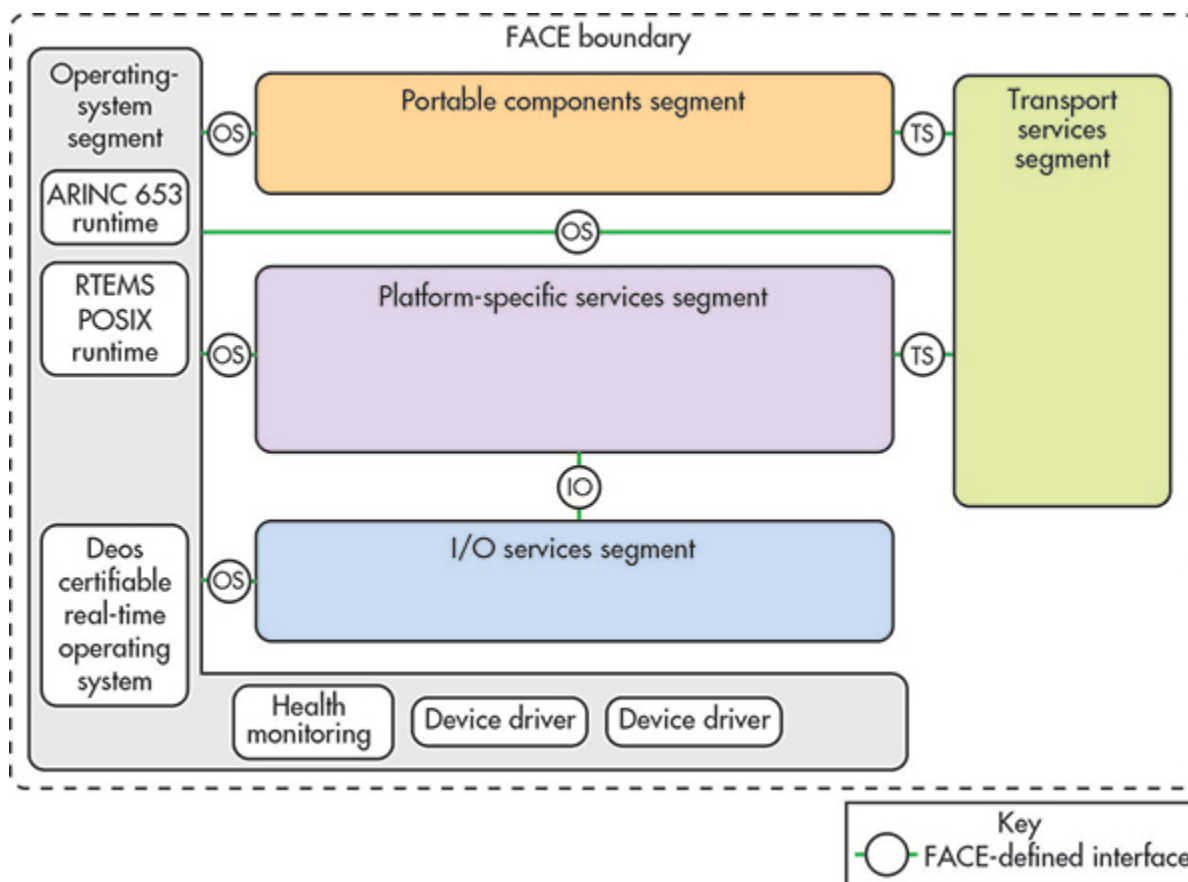 FACE boundary
Operating-
system
segment
OS
Portable components segment
TS
Transport
services
segment
ARINC 653
runtime
OS
RTEMS
POSIX
runtime
OS
Platform-specific services segment
TS
IO
Deos
certifiable
real-time
operating
system
OS
I/O services segment
Health
monitoring
Device driver
Device driver
Key
FACE-defined interface